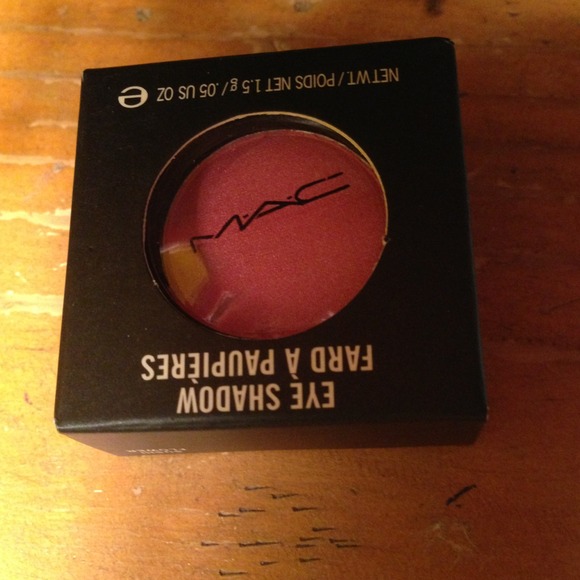 EYE SHADOW
FARD À PAUPIÈRES
M·A·C
NET WT./POIDS NET 1.5 g/.05 US OZ ℮